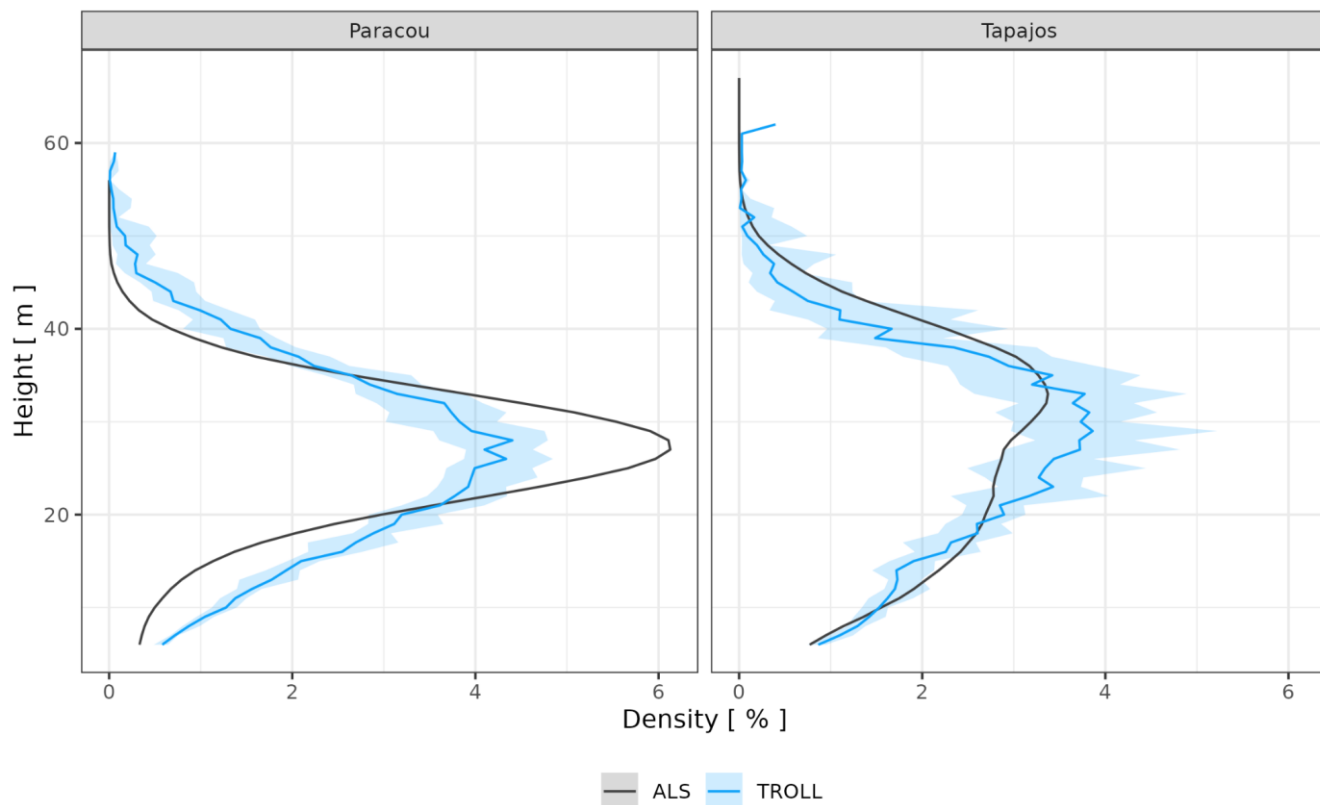 Paracou Tapajos
60
40
20
Height [ m ]
0 2 4 6 0 2 4 6
Density [ % ]
ALS TROLL